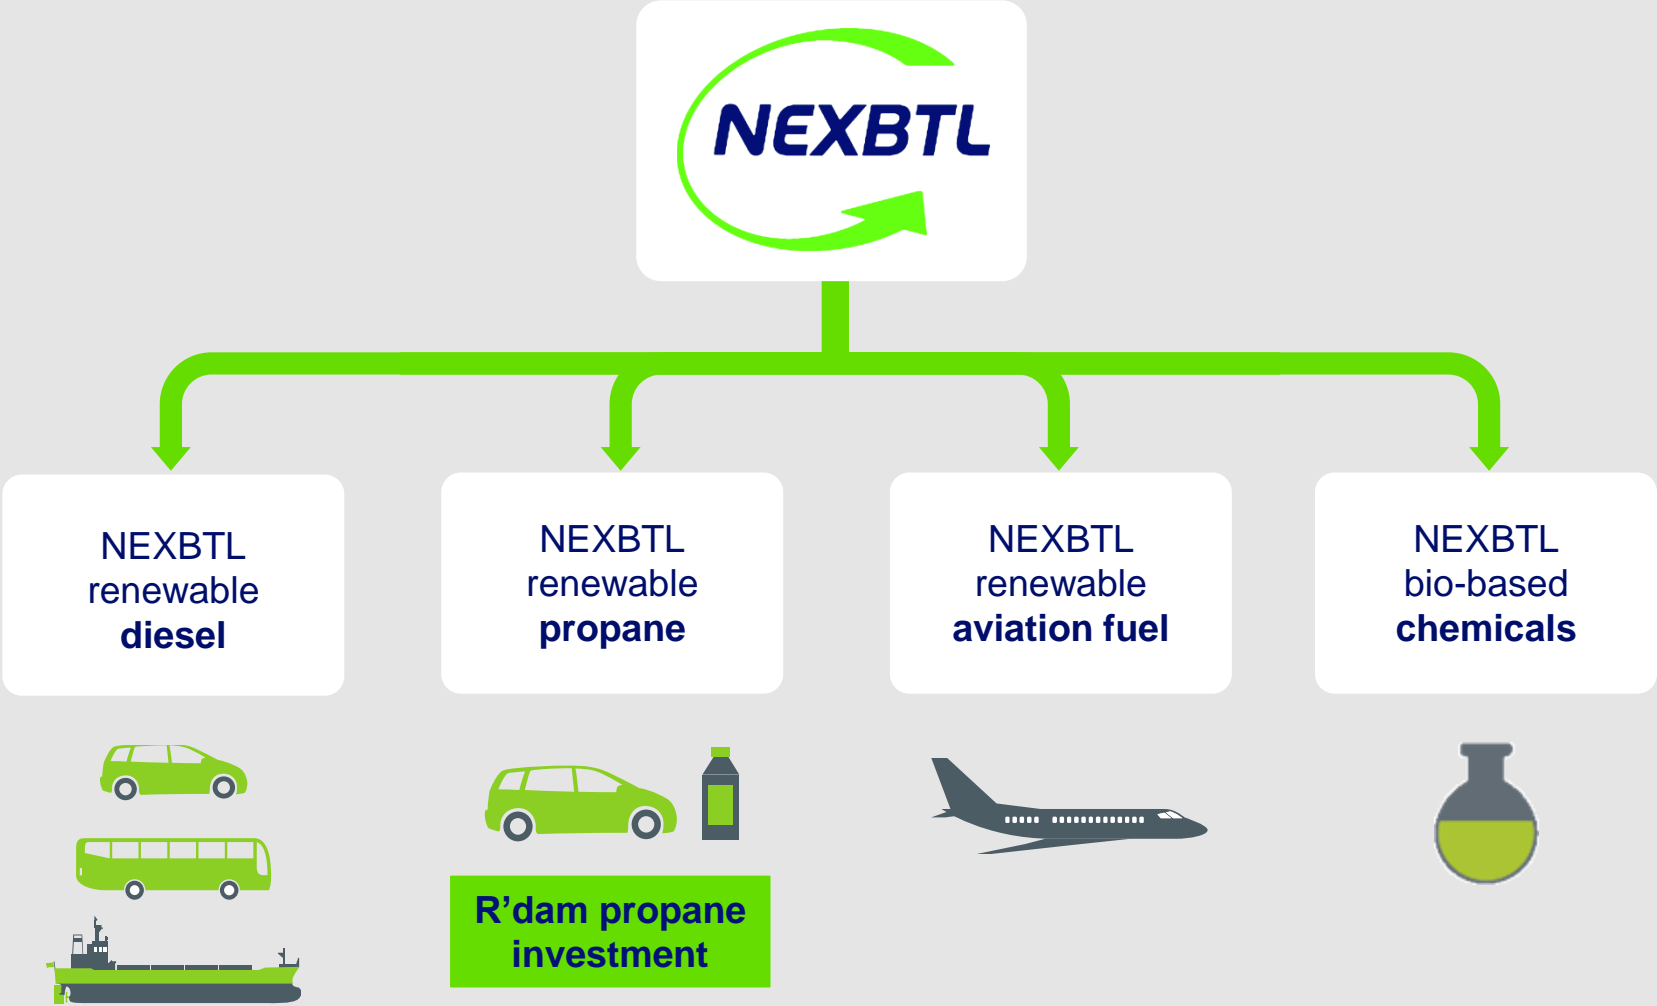 NEXBTL
NEXBTL
renewable
diesel
NEXBTL
renewable
propane
NEXBTL
renewable
aviation fuel
NEXBTL
bio-based
chemicals
R’dam propane
investment